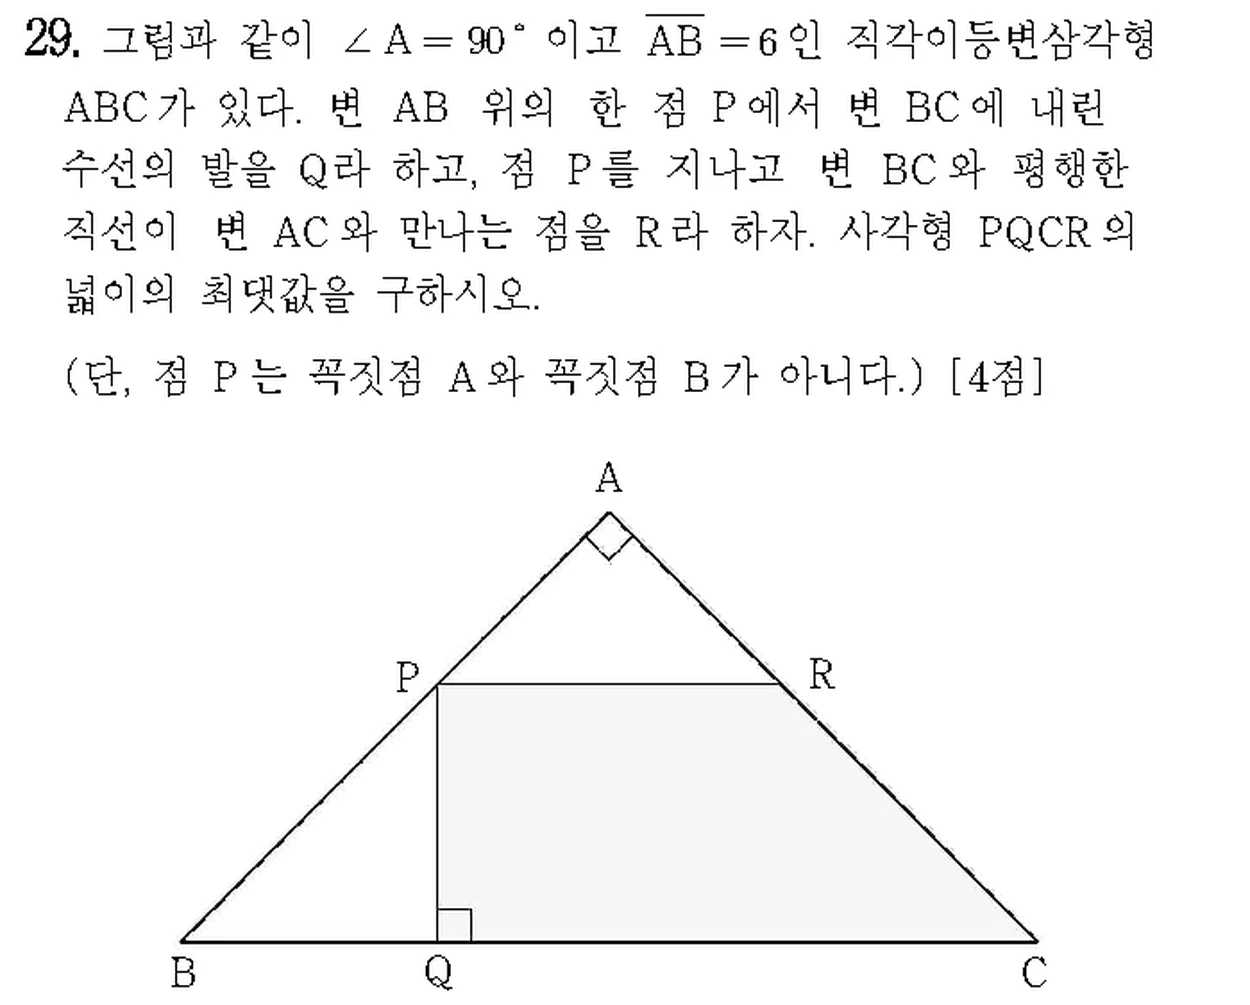 29. 그림과 같이 ∠A=90°이고 \overline{AB}=6인 직각이등변삼각형
ABC가 있다. 변 AB 위의 한 점 P에서 변 BC에 내린
수선의 발을 Q라 하고, 점 P를 지나고 변 BC와 평행한
직선이 변 AC와 만나는 점을 R라 하자. 사각형 PQCR의
넓이의 최댓값을 구하시오.
(단, 점 P는 꼭짓점 A와 꼭짓점 B가 아니다.) [4점]
A
P
R
B
Q
C